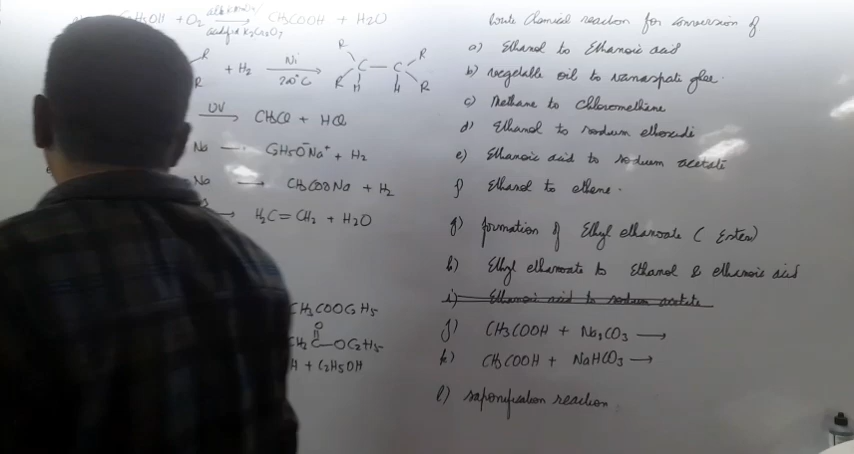 H5OH + O2 → CH3COOH + H2O
acidified K2Cr2O7
R
R
+ H2 Ni 200°C → R R C — C R R H H
UV → CH3Cl + HCl
Na → C2H5O⁻Na⁺ + H2
Na → CH3COONa + H2
→ H2C=CH2 + H2O
CH3COOC2H5
O
CH3 C—OC2H5
H + C2H5OH
Write Chemical reaction for conversion of
a) Ethanol to Ethanoic acid
b) vegetable oil to vanaspati ghee.
c) Methane to chloromethane
d) Ethanol to sodium ethoxide
e) Ethanoic acid to sodium acetate
f) Ethanol to ethene.
g) formation of Ethyl ethanoate (Ester)
h) Ethyl ethanoate to Ethanol & ethanoic acid
i) Ethanoic acid to sodium acetate
j) CH3COOH + Na2CO3 →
k) CH3COOH + NaHCO3 →
l) saponification reaction.